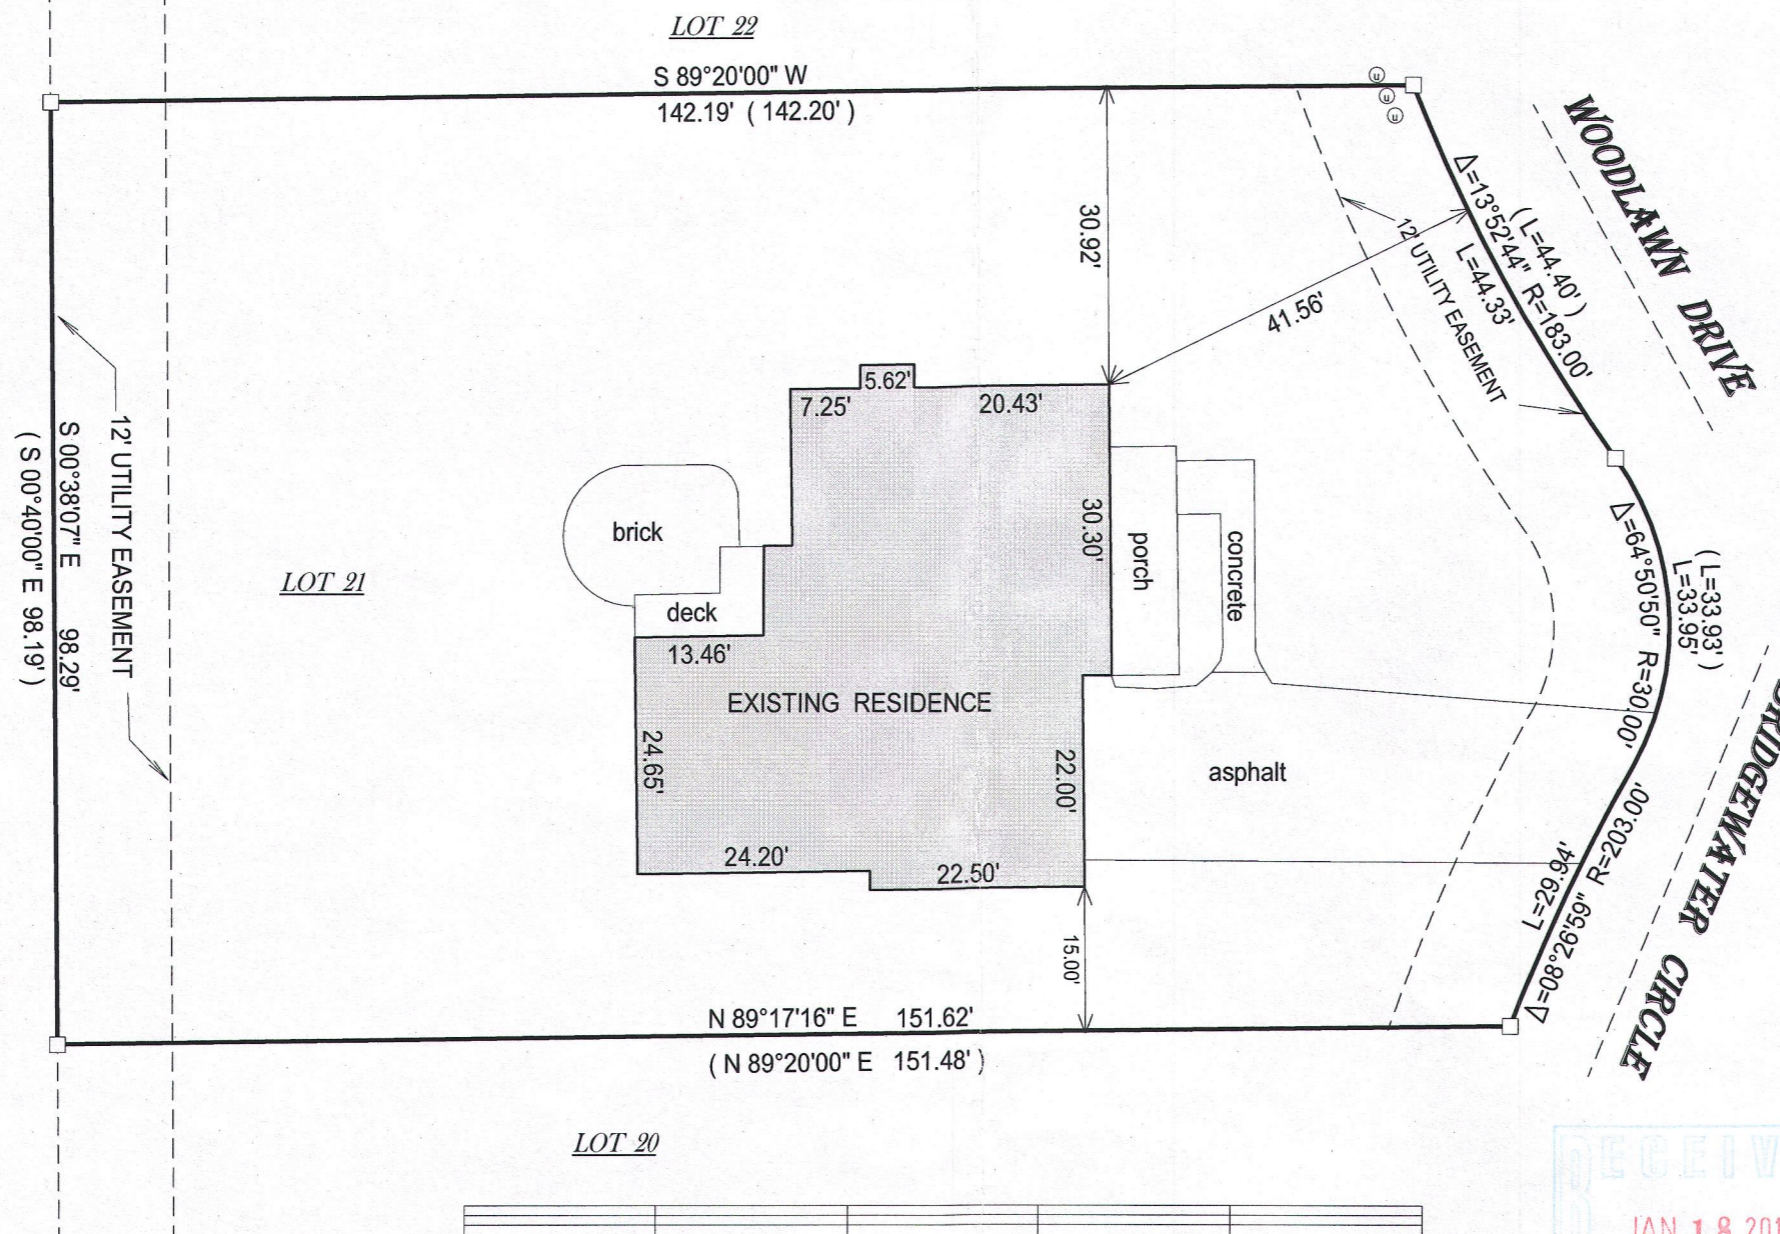 LOT 22
S 89°20'00" W
142.19' ( 142.20' )
u
u
u
WOODLAWN DRIVE
( L=44.40' )
Δ=13°52'44" R=183.00'
L=44.33'
12' UTILITY EASEMENT
30.92'
41.56'
5.62'
7.25'
20.43'
30.30'
porch
concrete
brick
deck
13.46'
LOT 21
EXISTING RESIDENCE
24.65'
22.00'
asphalt
24.20'
22.50'
15.00'
12' UTILITY EASEMENT
S 00°38'07" E 98.29'
( S 00°40'00" E 98.19' )
( L=33.93' )
L=33.95'
Δ=64°50'50" R=30.00'
L=29.94'
Δ=08°26'59" R=203.00'
CIRCLE
N 89°17'16" E 151.62'
( N 89°20'00" E 151.48' )
LOT 20
JAN 18